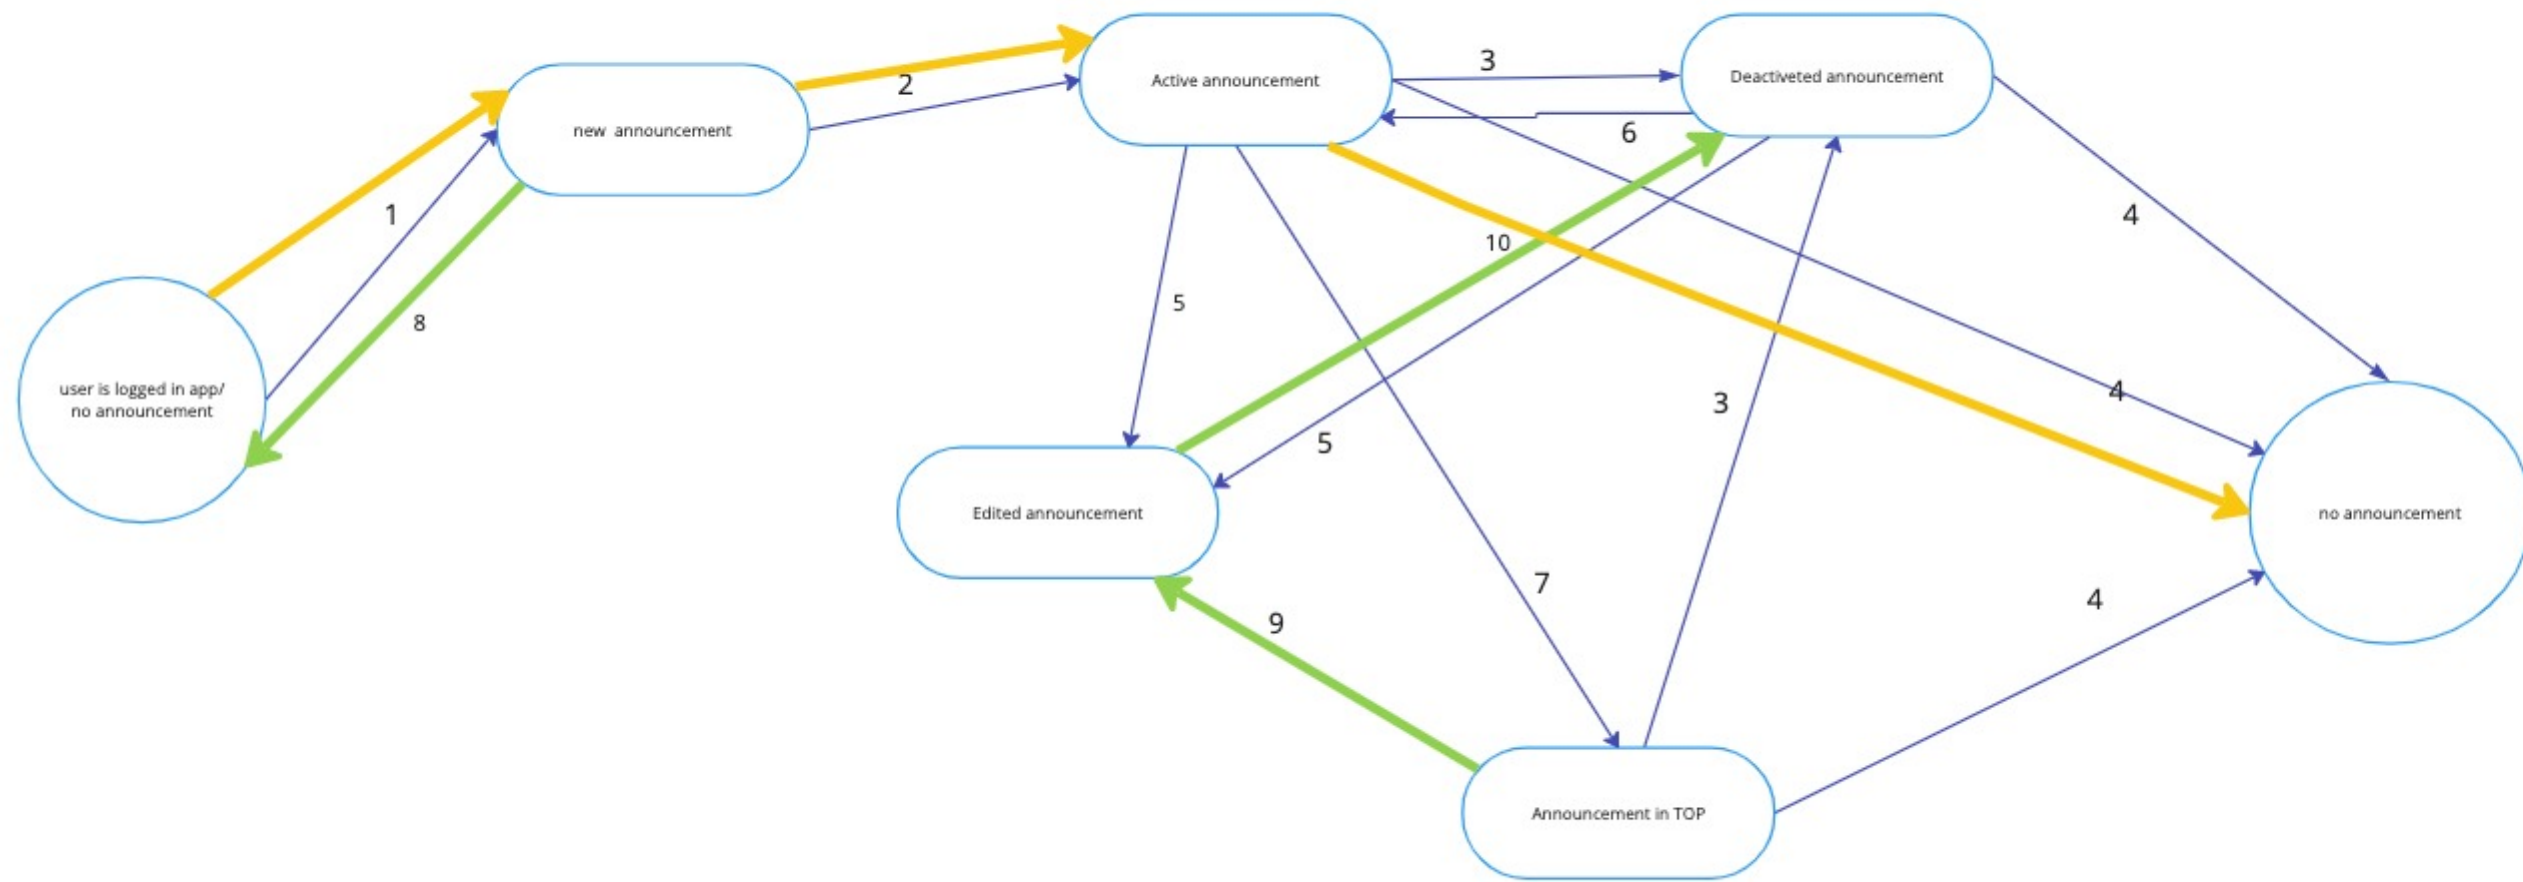 3
Active announcement
Deactiveted announcement
2
new  announcement
6
1
4
10
5
8
4
user is logged in app/
no announcement
3
5
Edited announcement
no announcement
7
4
9
Announcement in TOP